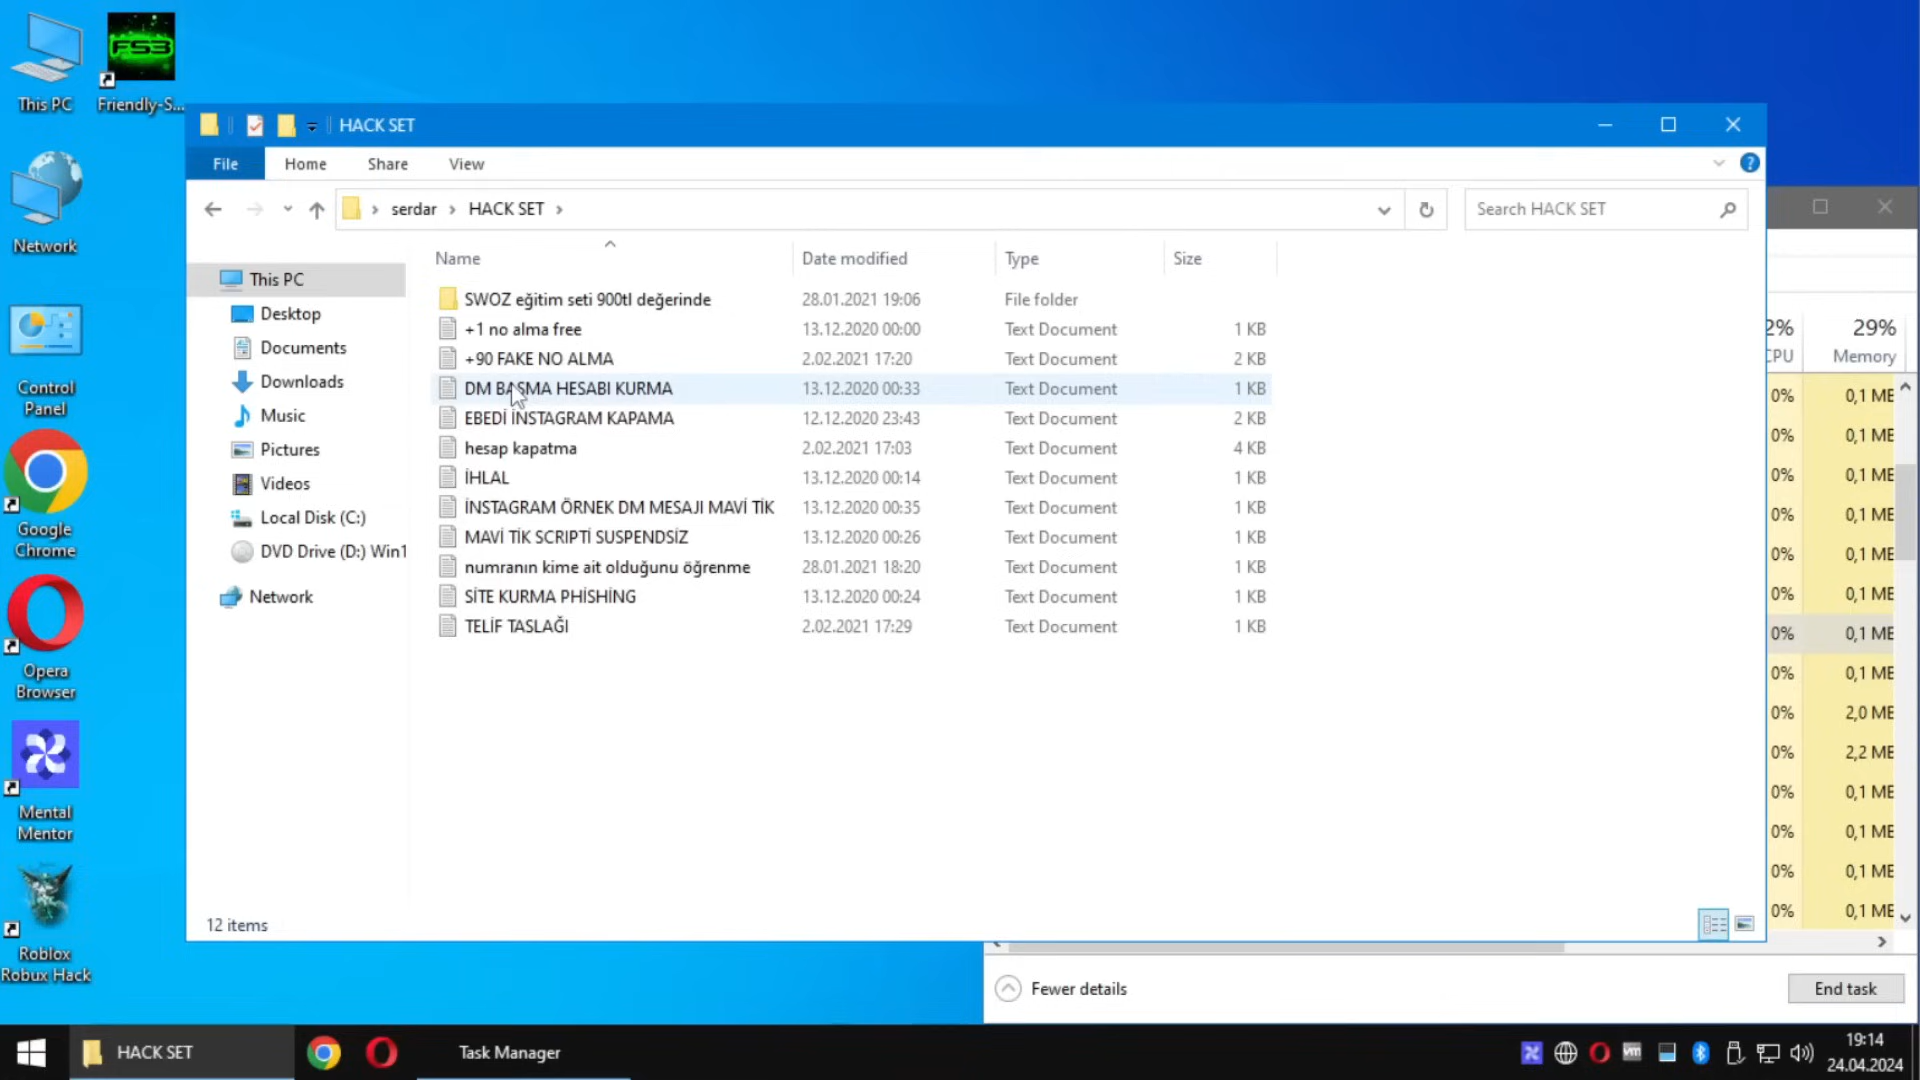 This PC
FS3
Friendly-S...
Network
Control
Panel
Google
Chrome
Opera
Browser
Mental
Mentor
Roblox
Robux Hack
HACK SET
File
Home
Share
View
serdar
HACK SET
Search HACK SET
This PC
Desktop
Documents
Downloads
Music
Pictures
Videos
Local Disk (C:)
DVD Drive (D:) Win1
Network
Name Date modified Type Size
SWOZ eğitim seti 900tl değerinde 28.01.2021 19:06 File folder
+1 no alma free 13.12.2020 00:00 Text Document 1 KB
+90 FAKE NO ALMA 2.02.2021 17:20 Text Document 2 KB
DM BASMA HESABI KURMA 13.12.2020 00:33 Text Document 1 KB
EBEDİ İNSTAGRAM KAPAMA 12.12.2020 23:43 Text Document 2 KB
hesap kapatma 2.02.2021 17:03 Text Document 4 KB
İHLAL 13.12.2020 00:14 Text Document 1 KB
İNSTAGRAM ÖRNEK DM MESAJI MAVİ TİK 13.12.2020 00:35 Text Document 1 KB
MAVİ TİK SCRIPTİ SUSPENDSİZ 13.12.2020 00:26 Text Document 1 KB
numranın kime ait olduğunu öğrenme 28.01.2021 18:20 Text Document 1 KB
SİTE KURMA PHİSHİNG 13.12.2020 00:24 Text Document 1 KB
TELİF TASLAĞI 2.02.2021 17:29 Text Document 1 KB
12 items
2% 29%
CPU Memory
0% 0,1 ME
0% 0,1 ME
0% 0,1 ME
0% 0,1 ME
0% 0,1 ME
0% 0,1 ME
0% 0,1 ME
0% 0,1 ME
0% 2,0 ME
0% 2,2 ME
0% 0,1 ME
0% 0,1 ME
0% 0,1 ME
0% 0,1 ME
Fewer details
End task
HACK SET
Task Manager
vm
19:14
24.04.2024